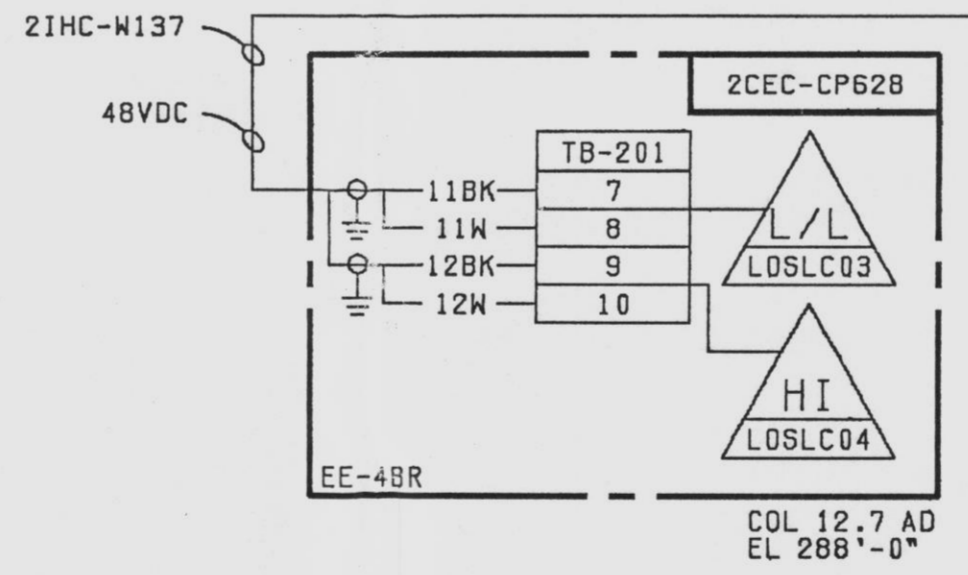 2IHC-W137
48VDC
2CEC-CP628
TB-201
11BK 7
11W 8
12BK 9
12W 10
L/L
LOSLC03
HI
LOSLC04
EE-4BR
COL 12.7 AD
EL 288'-0"